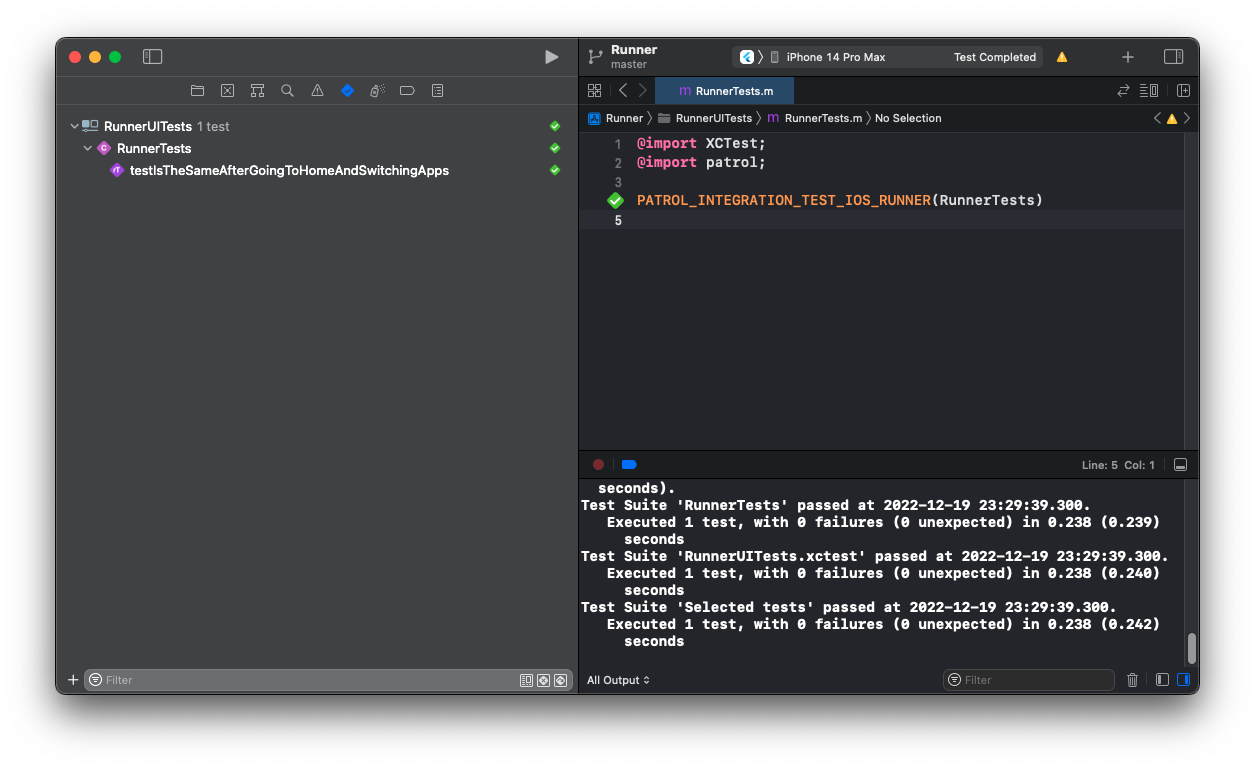 Runner
master
iPhone 14 Pro Max
Test Completed
m RunnerTests.m
RunnerUITests 1 test
C RunnerTests
rT testIsTheSameAfterGoingToHomeAndSwitchingApps
Runner
RunnerUITests
m RunnerTests.m
No Selection
1 @import XCTest;
2 @import patrol;
3
PATROL_INTEGRATION_TEST_IOS_RUNNER(RunnerTests)
5
Line: 5 Col: 1
seconds).
Test Suite 'RunnerTests' passed at 2022-12-19 23:29:39.300.
Executed 1 test, with 0 failures (0 unexpected) in 0.238 (0.239)
seconds
Test Suite 'RunnerUITests.xctest' passed at 2022-12-19 23:29:39.300.
Executed 1 test, with 0 failures (0 unexpected) in 0.238 (0.240)
seconds
Test Suite 'Selected tests' passed at 2022-12-19 23:29:39.300.
Executed 1 test, with 0 failures (0 unexpected) in 0.238 (0.242)
seconds
Filter
All Output
Filter